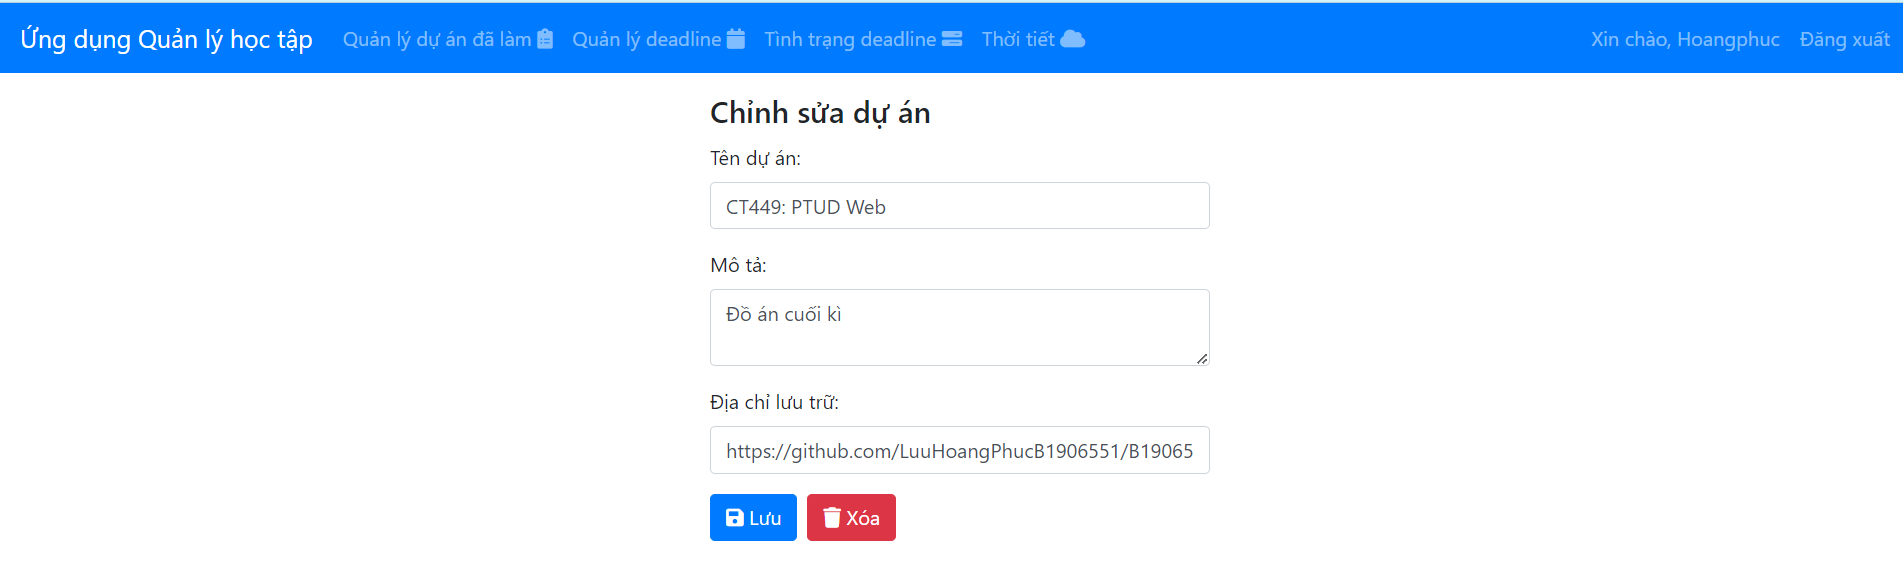 Ứng dụng Quản lý học tập Quản lý dự án đã làm Quản lý deadline Tình trạng deadline Thời tiết Xin chào, Hoangphuc Đăng xuất
Chỉnh sửa dự án
Tên dự án:
CT449: PTUD Web
Mô tả:
Đồ án cuối kì
Địa chỉ lưu trữ:
https://github.com/LuuHoangPhucB1906551/B19065
Lưu Xóa